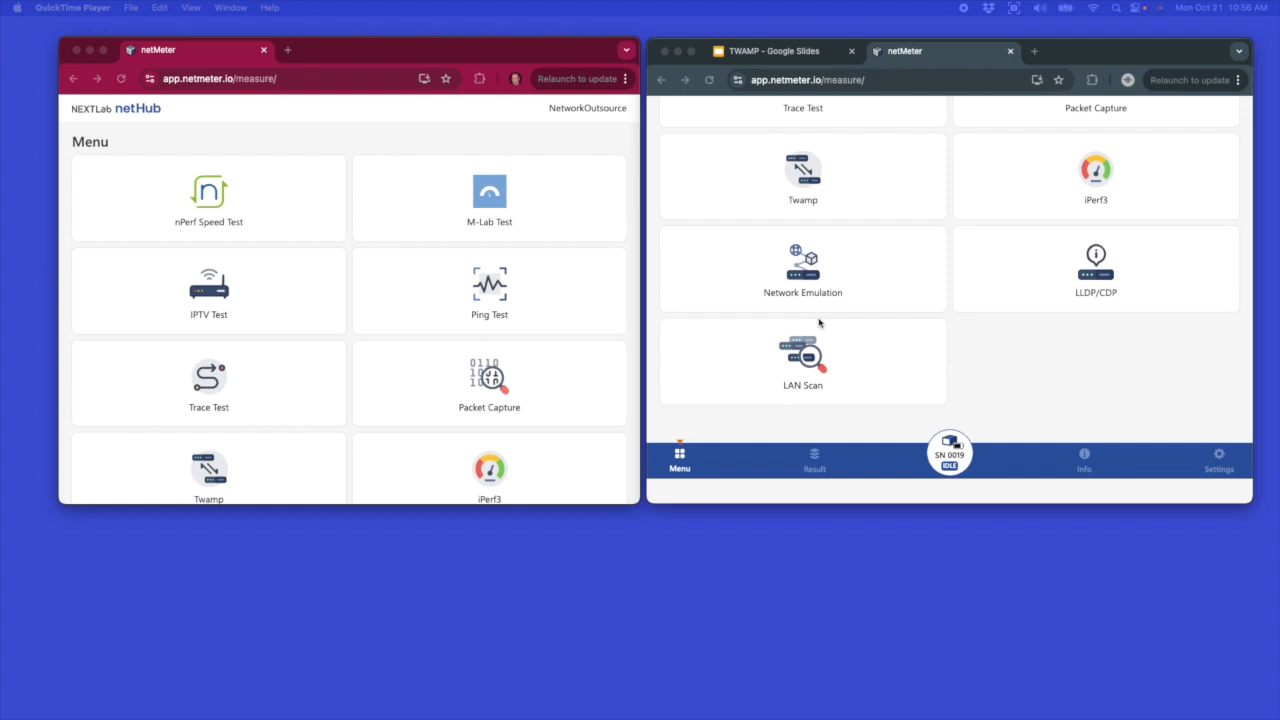 QuickTime Player File Edit View Window Help Mon Oct 21 10:56 AM
netMeter
app.netmeter.io/measure/ Relaunch to update
NEXTLab netHub NetworkOutsource
Menu
nPerf Speed Test M-Lab Test
IPTV Test Ping Test
0110
Trace Test Packet Capture
Twamp iPerf3
TWAMP - Google Slides netMeter
app.netmeter.io/measure/ Relaunch to update
Trace Test Packet Capture
Twamp iPerf3
Network Emulation LLDP/CDP
LAN Scan
SN 0019
IDLE
Menu Result Info Settings